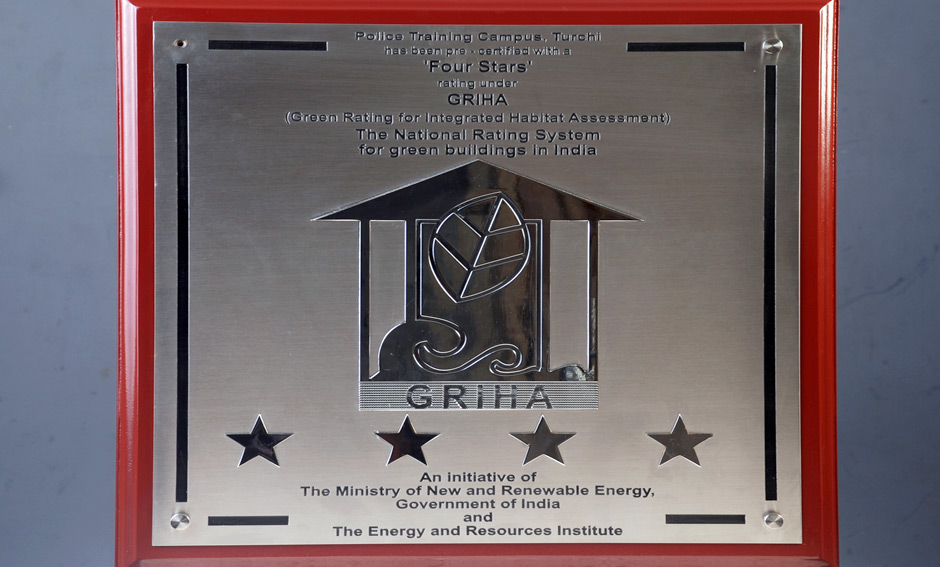 Police Training Campus, Turchi
has been pre - certified with a
'Four Stars'
rating under
GRIHA
(Green Rating for Integrated Habitat Assessment)
The National Rating System
for green buildings in India
GRiHA
An initiative of
The Ministry of New and Renewable Energy,
Government of India
and
The Energy and Resources Institute